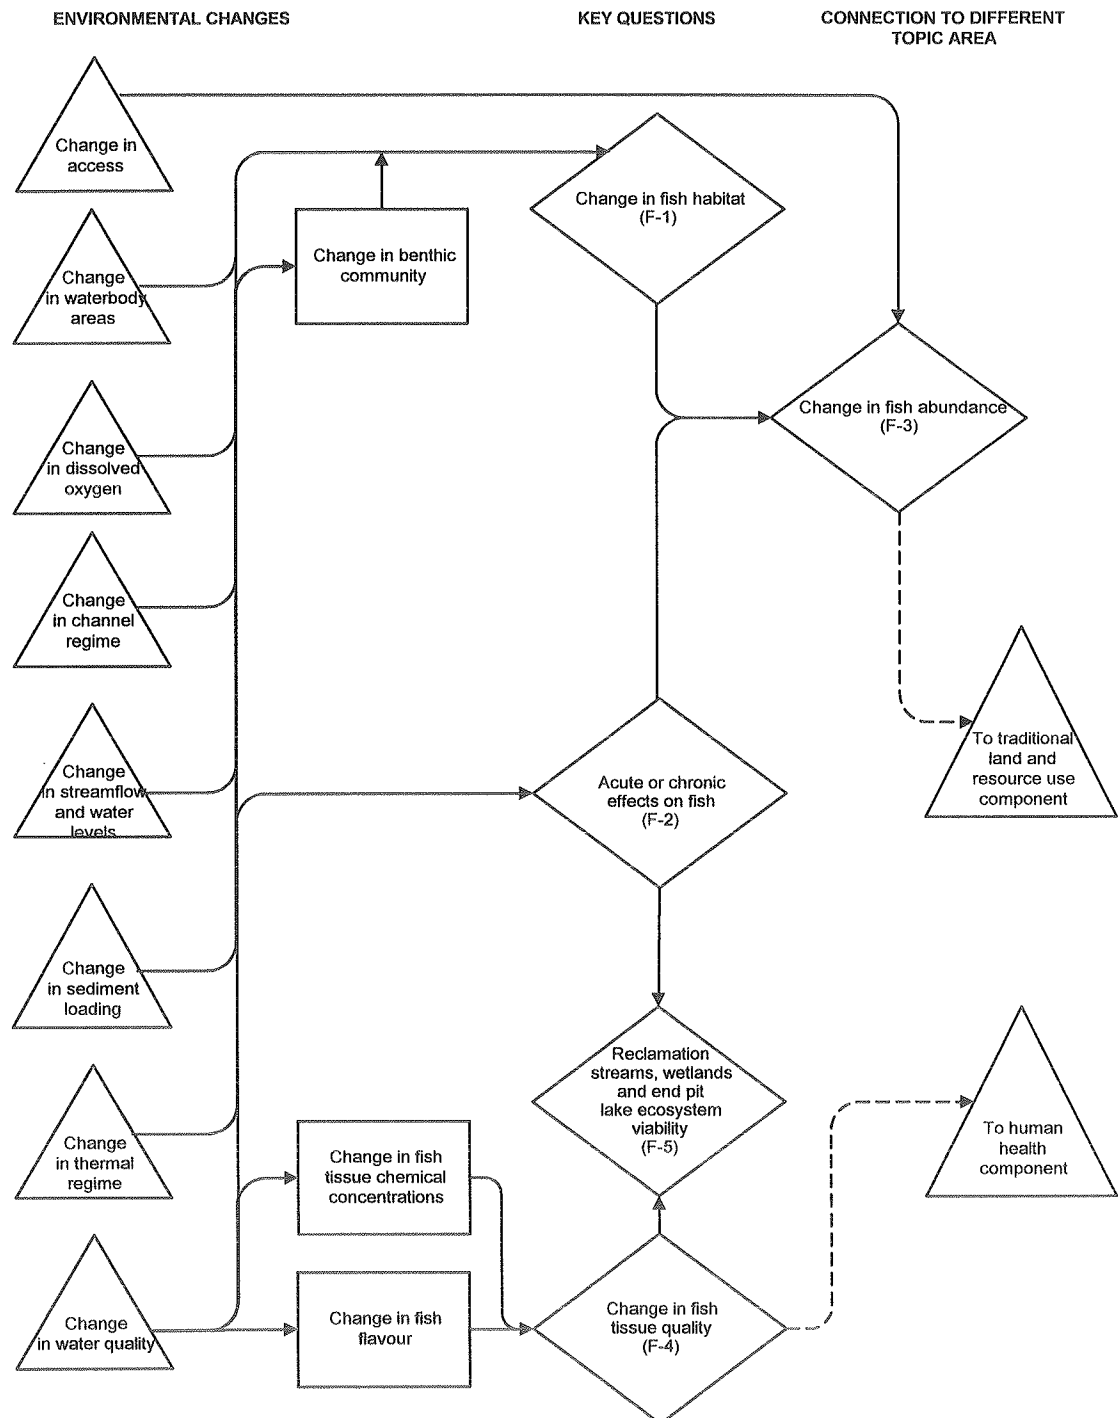 ENVIRONMENTAL CHANGES
KEY QUESTIONS
CONNECTION TO DIFFERENT
TOPIC AREA
Change in
access
Change in fish habitat
(F-1)
Change
in waterbody
areas
Change in benthic
community
Change in fish abundance
(F-3)
Change
in dissolved
oxygen
Change
in channel
regime
Change
in streamflow
and water
levels
Acute or chronic
effects on fish
(F-2)
To traditional
land and
resource use
component
Change
in sediment
loading
Reclamation
streams, wetlands
and end pit
lake ecosystem
viability
(F-5)
Change
in thermal
regime
Change in fish
tissue chemical
concentrations
To human
health
component
Change
in water quality
Change in fish
flavour
Change in fish
tissue quality
(F-4)